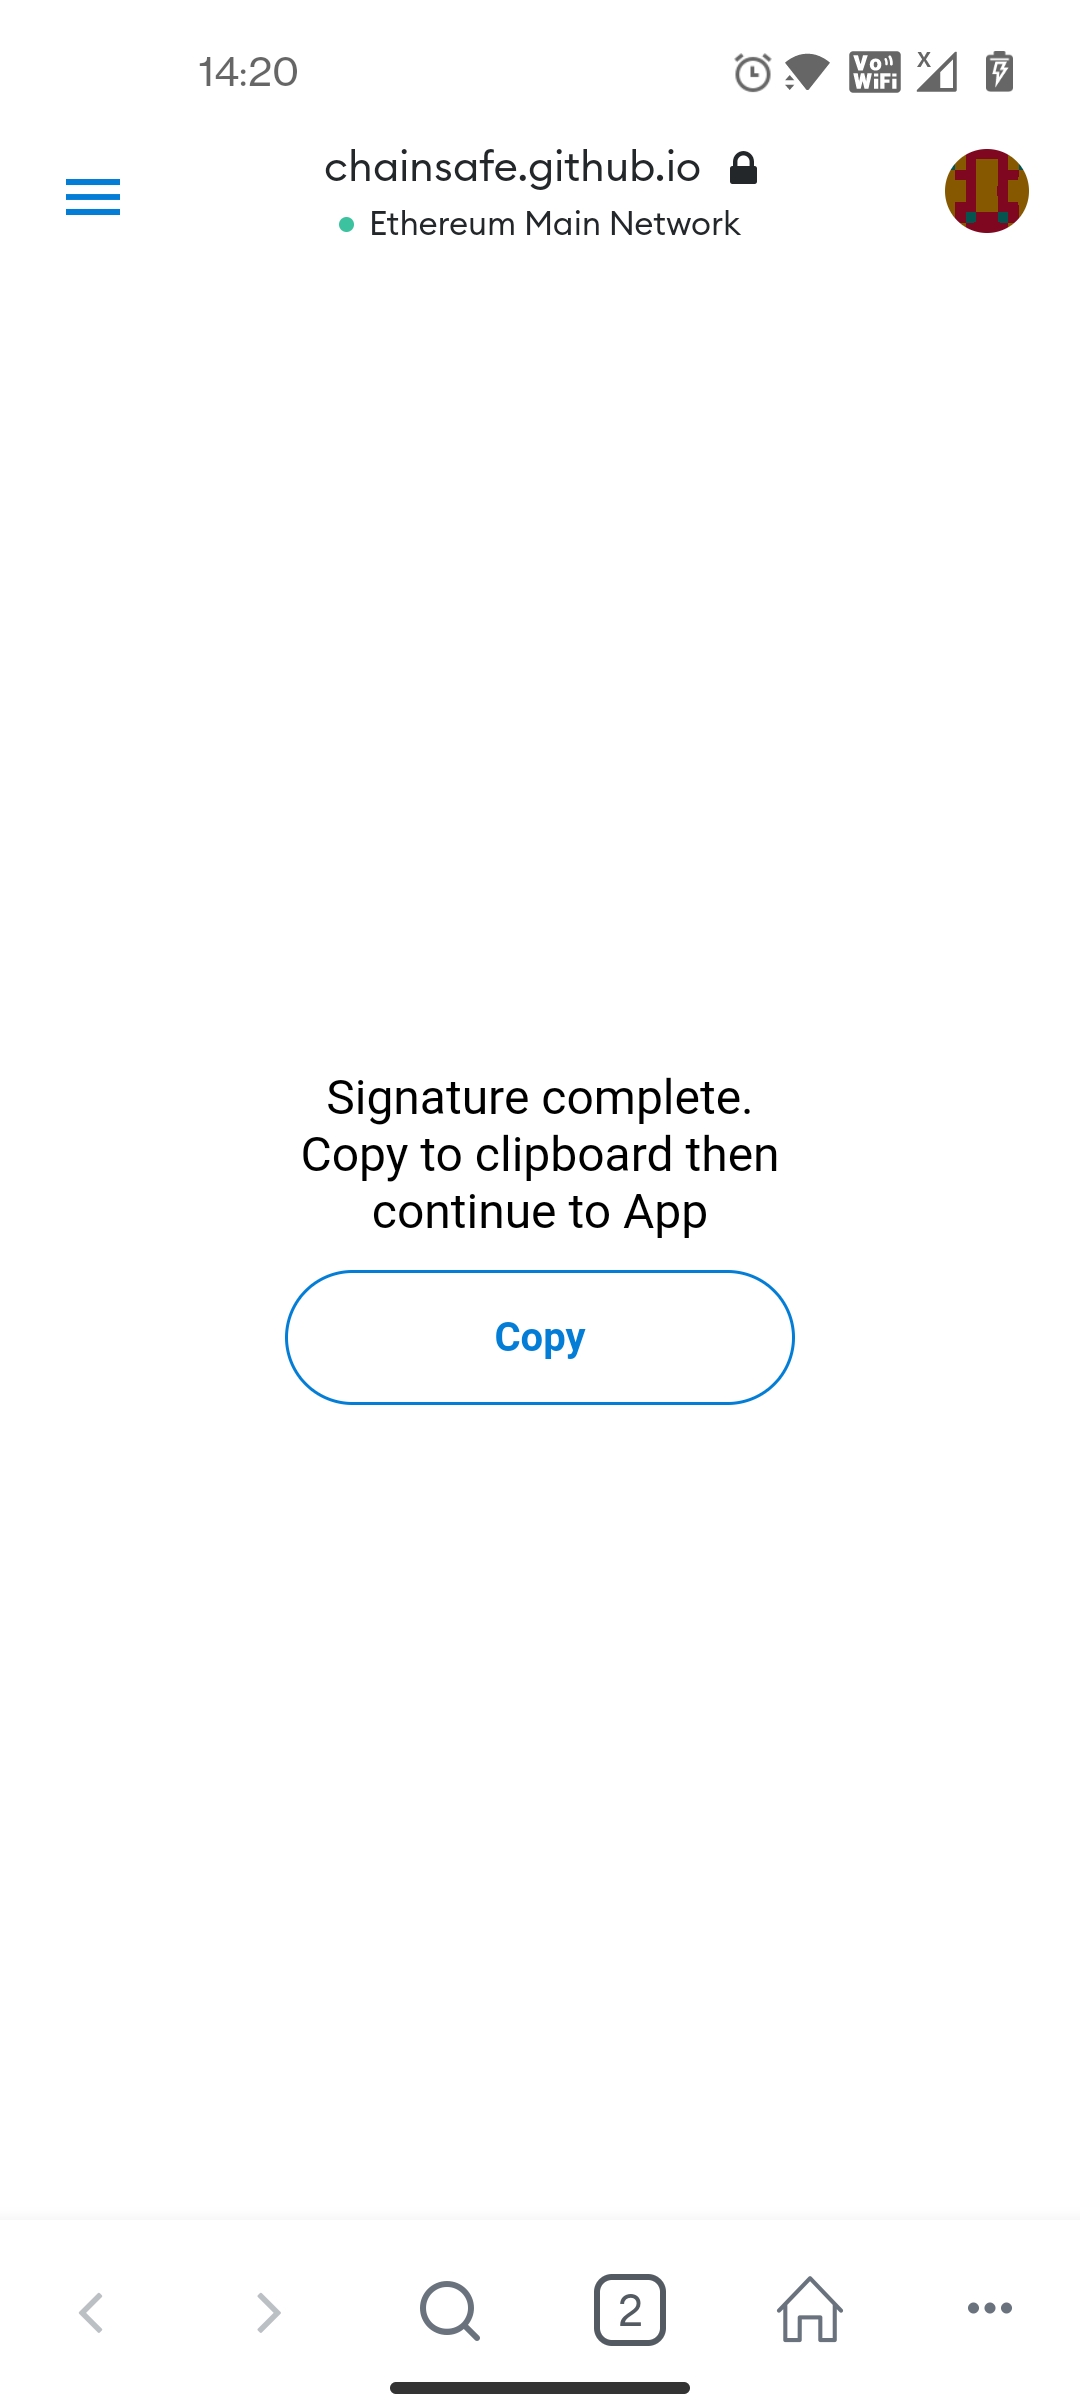 14:20
Vo
WiFi
X
chainsafe.github.io
Ethereum Main Network
Signature complete.
Copy to clipboard then
continue to App
Copy
2